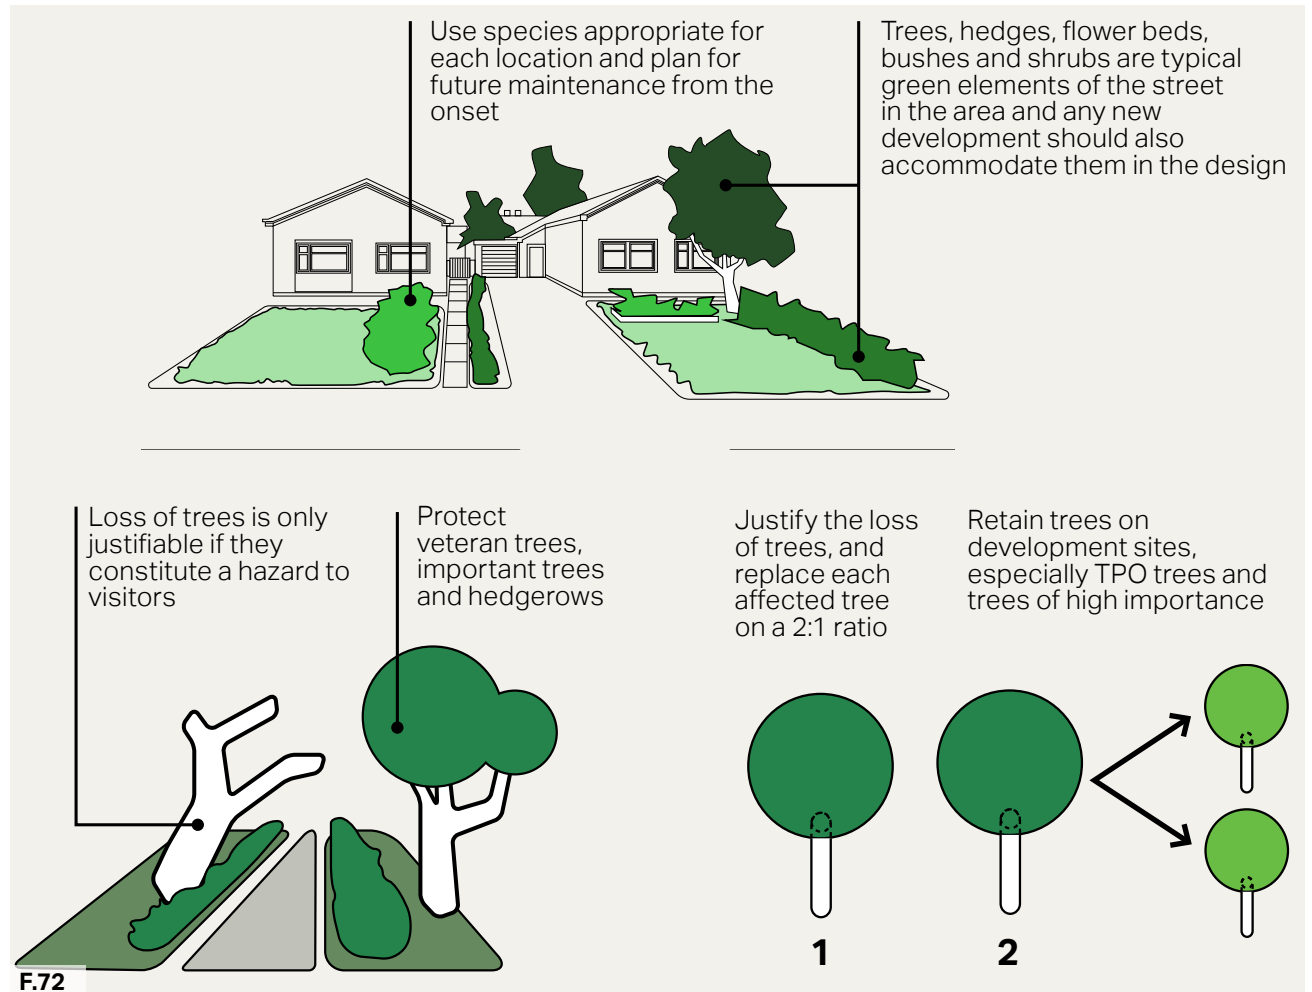 Use species appropriate for
each location and plan for
future maintenance from the
onset
Trees, hedges, flower beds,
bushes and shrubs are typical
green elements of the street
in the area and any new
development should also
accommodate them in the design
Loss of trees is only
justifiable if they
constitute a hazard to
visitors
Protect
veteran trees,
important trees
and hedgerows
Justify the loss
of trees, and
replace each
affected tree
on a 2:1 ratio
Retain trees on
development sites,
especially TPO trees and
trees of high importance
1
2
F.72